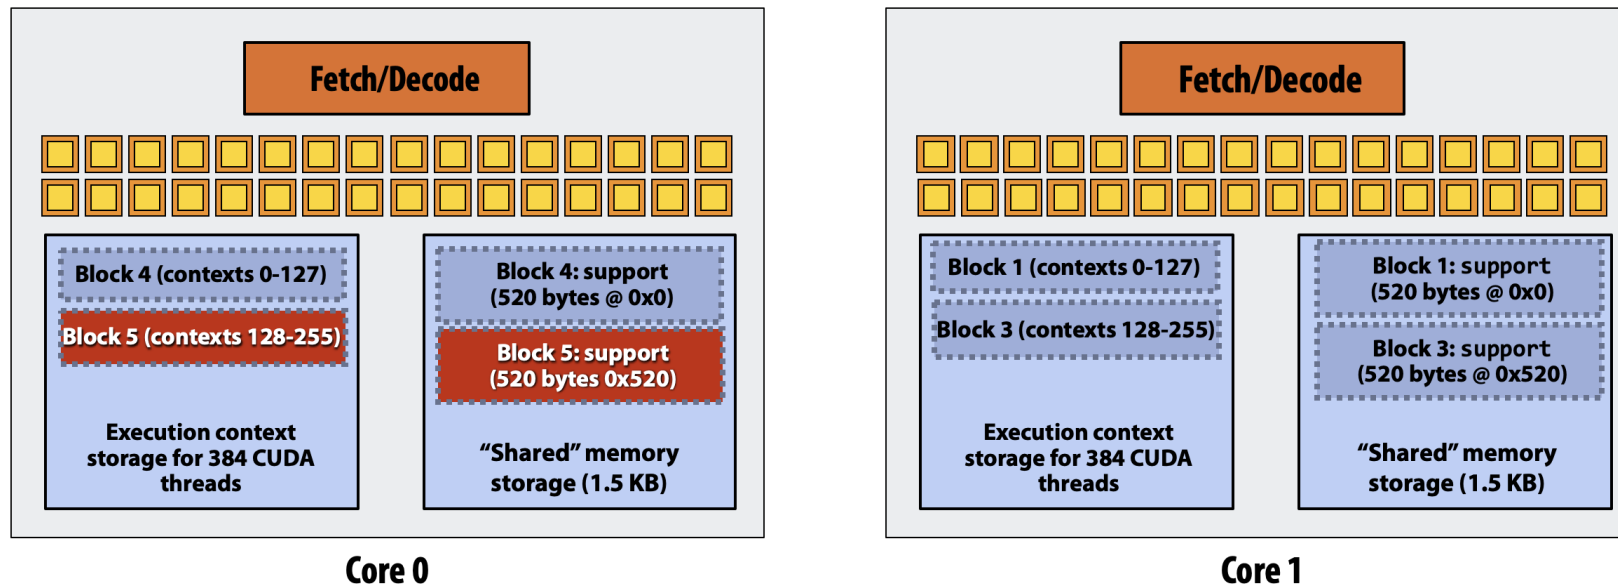 Fetch/Decode
Block 4 (contexts 0-127)
Block 5 (contexts 128-255)
Execution context
storage for 384 CUDA
threads
Block 4: support
(520 bytes @ 0x0)
Block 5: support
(520 bytes 0x520)
“Shared” memory
storage (1.5 KB)
Core 0
Fetch/Decode
Block 1 (contexts 0-127)
Block 3 (contexts 128-255)
Execution context
storage for 384 CUDA
threads
Block 1: support
(520 bytes @ 0x0)
Block 3: support
(520 bytes @ 0x520)
“Shared” memory
storage (1.5 KB)
Core 1